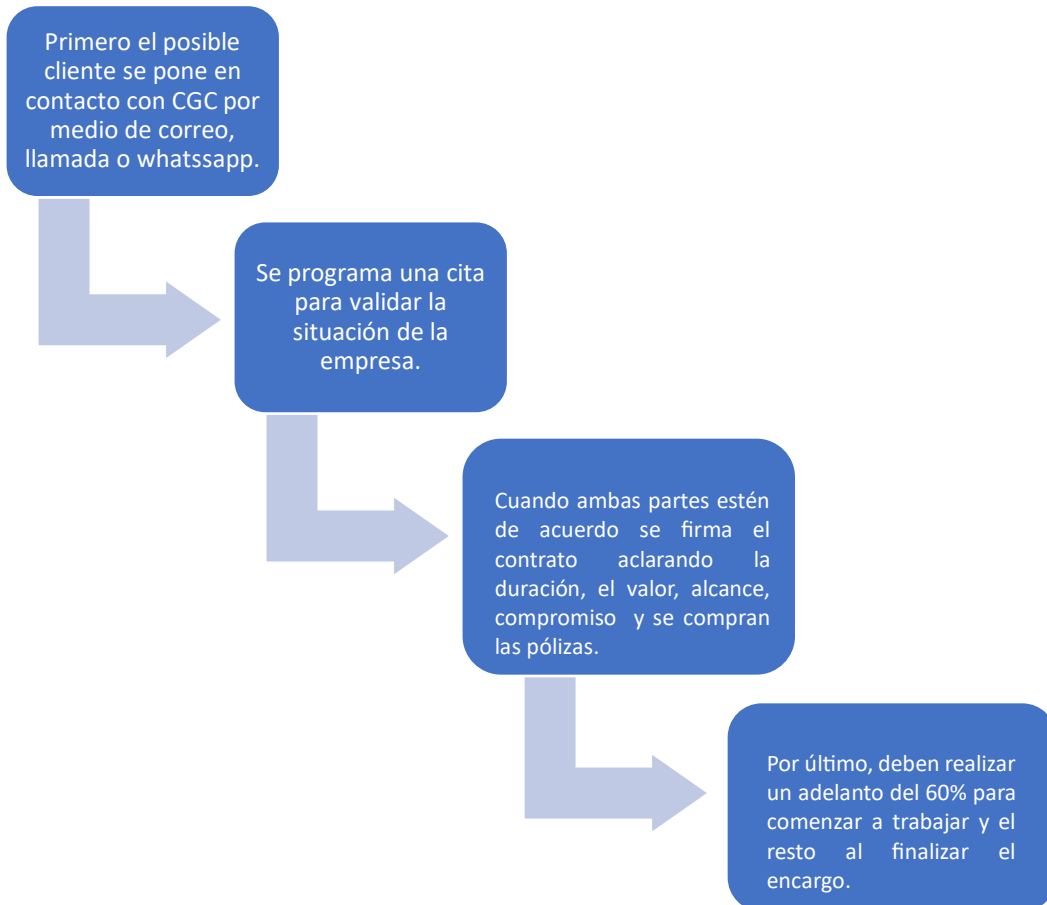 Primero el posible
cliente se pone en
contacto con CGC por
medio de correo,
llamada o whatssapp.
Se programa una cita
para validar la
situación de la
empresa.
Cuando ambas partes estén
de acuerdo se firma el
contrato aclarando la
duración, el valor, alcance,
compromiso y se compran
las pólizas.
Por último, deben realizar
un adelanto del 60% para
comenzar a trabajar y el
resto al finalizar el
encargo.